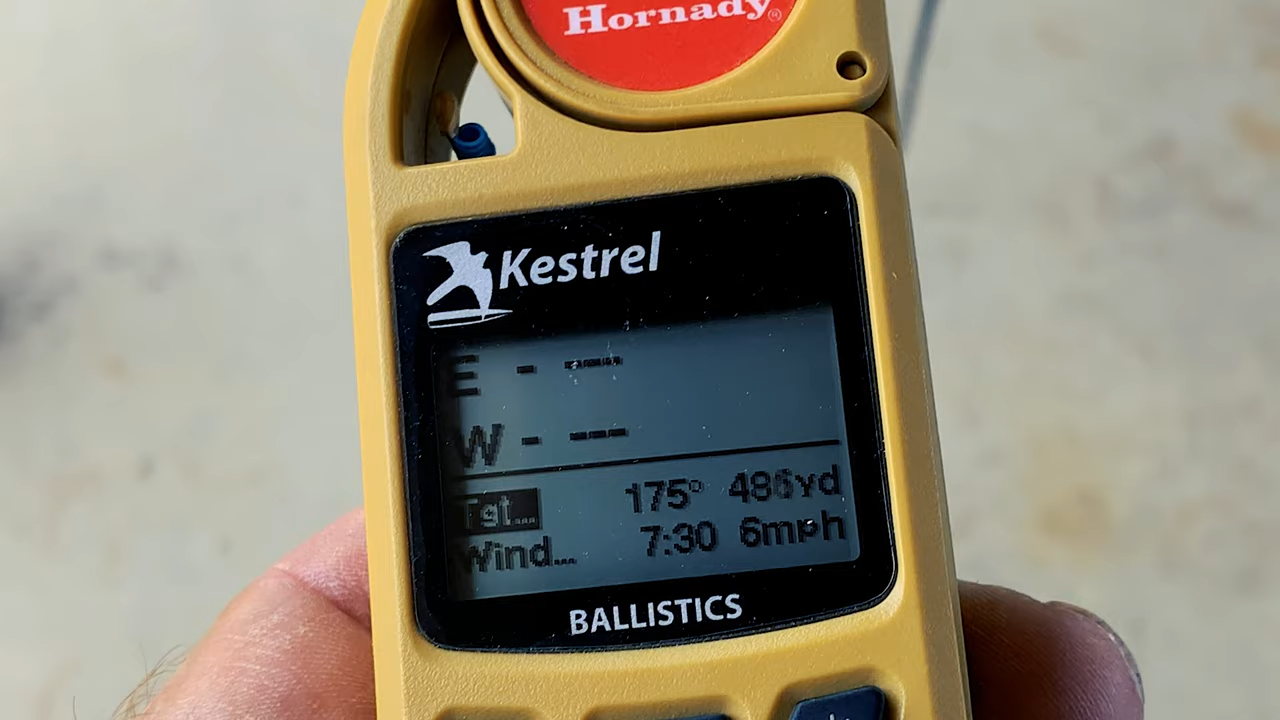 Hornady®
Kestrel
E - ---
W - ---
Tgt... 175° 486yd
Wind... 7:30 6mph
BALLISTICS